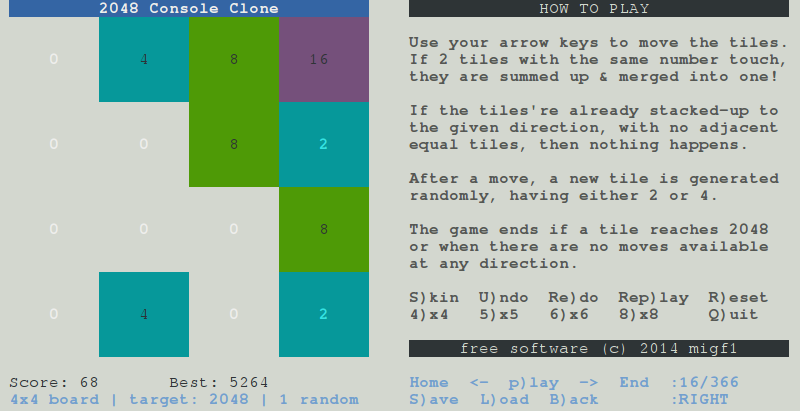 2048 Console Clone
0 4 8 16
0 0 8 2
0 0 0 8
0 4 0 2
Score: 68 Best: 5264
4x4 board | target: 2048 | 1 random
HOW TO PLAY
Use your arrow keys to move the tiles.
If 2 tiles with the same number touch,
they are summed up & merged into one!
If the tiles're already stacked-up to
the given direction, with no adjacent
equal tiles, then nothing happens.
After a move, a new tile is generated
randomly, having either 2 or 4.
The game ends if a tile reaches 2048
or when there are no moves available
at any direction.
S)kin U)ndo Re)do Rep)lay R)eset
4)x4 5)x5 6)x6 8)x8 Q)uit
free software (c) 2014 migf1
Home <- p)lay -> End :16/366
S)ave L)oad B)ack :RIGHT